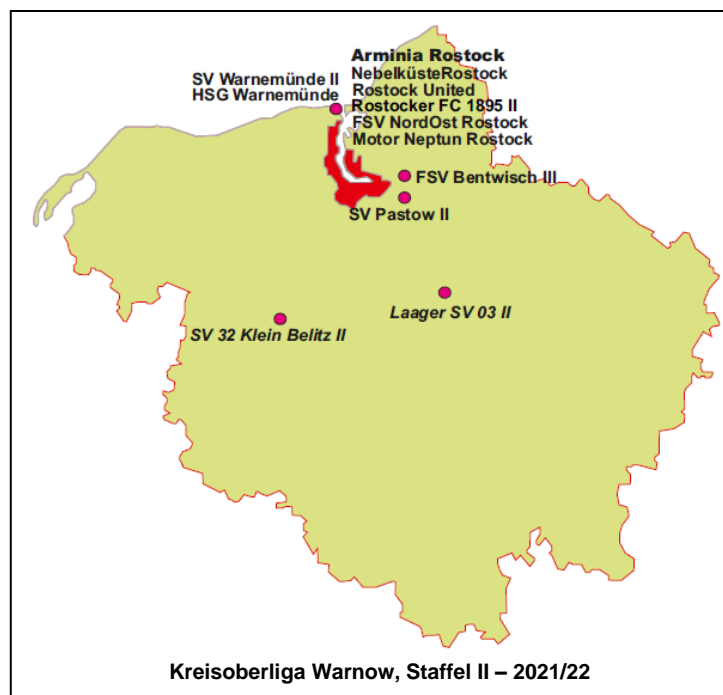 SV Warnemünde II
HSG Warnemünde
Arminia Rostock
NebelküsteRostock
Rostock United
Rostocker FC 1895 II
FSV NordOst Rostock
Motor Neptun Rostock
FSV Bentwisch III
SV Pastow II
Laager SV 03 II
SV 32 Klein Belitz II
Kreisoberliga Warnow, Staffel II – 2021/22